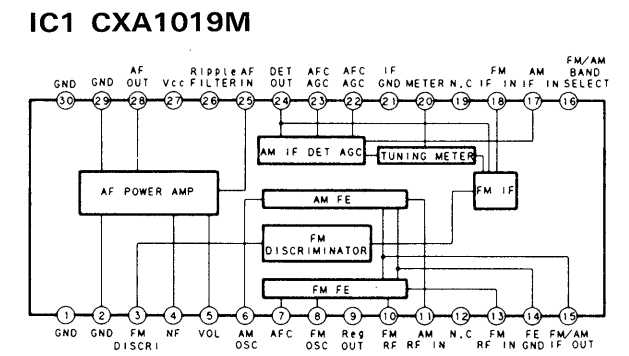 IC1 CXA1019M
GND GND AF OUT Vcc Ripple FILTER AF IN DET OUT AFC AGC AFC AGC IF GND METER N.C FM IF IN AM IF IN FM/AM BAND SELECT
30 29 28 27 26 25 24 23 22 21 20 19 18 17 16
AM IF DET AGC
TUNING METER
AF POWER AMP
FM IF
AM FE
FM
DISCRIMINATOR
FM FE
1 2 3 4 5 6 7 8 9 10 11 12 13 14 15
GND GND FM DISCRI NF VOL AM OSC AFC FM OSC Reg OUT FM RF AM RF IN N.C FM RF IN FE GND FM/AM IF OUT